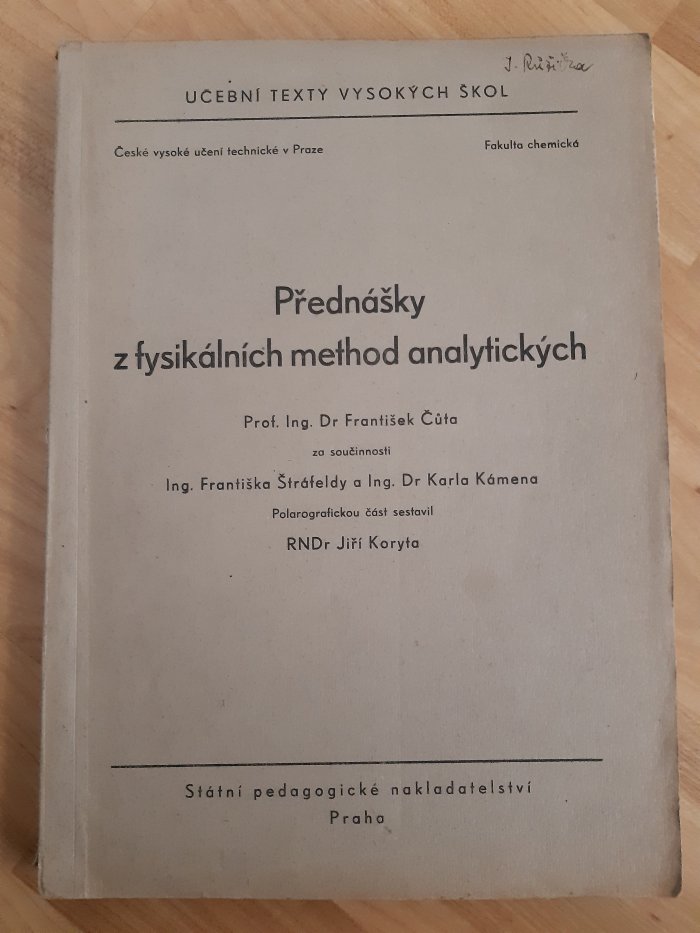 J. Růžička
UČEBNÍ TEXTY VYSOKÝCH ŠKOL
České vysoké učení technické v Praze
Fakulta chemická
Přednášky
z fysikálních method analytických
Prof. Ing. Dr František Čůta
za součinnosti
Ing. Františka Štráfeldy a Ing. Dr Karla Kámena
Polarografickou část sestavil
RNDr Jiří Koryta
Státní pedagogické nakladatelství
Praha